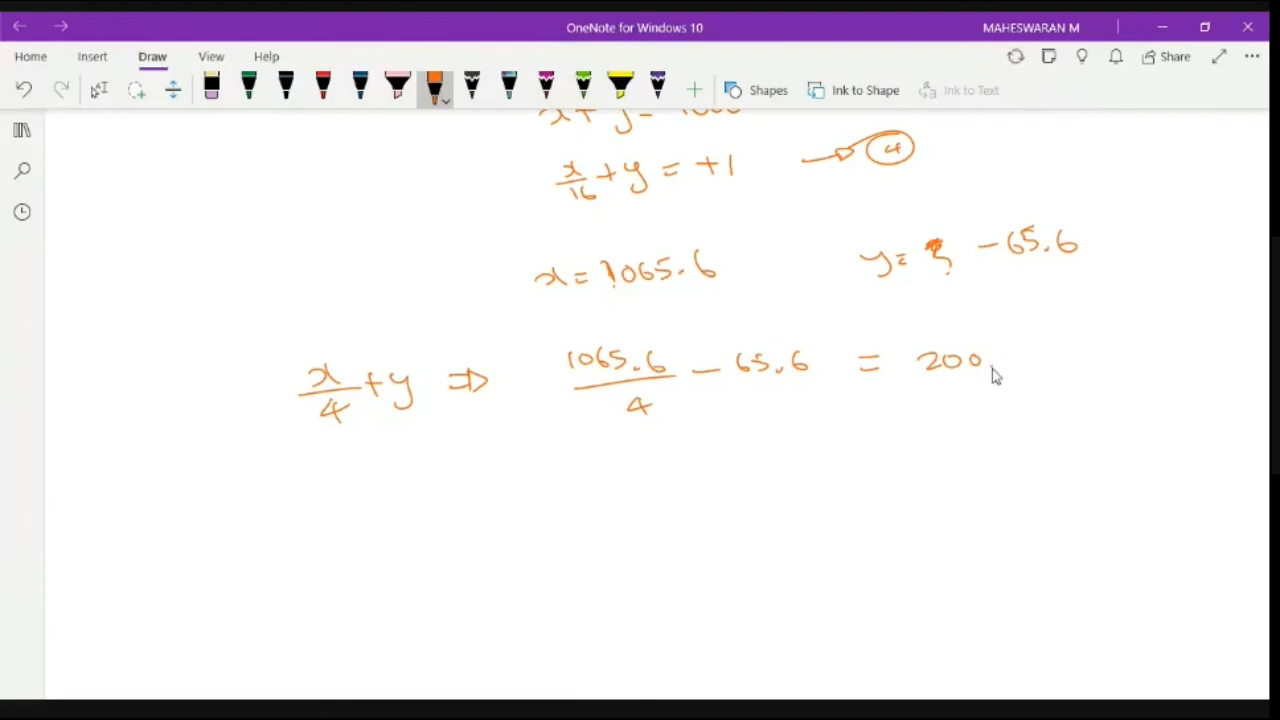 OneNote for Windows 10
MAHESWARAN M
Home Insert Draw View Help
Share
Shapes Ink to Shape Ink to Text
x + y = 1000
x/16 + y = +1 → 4
x = 1065.6 y = -65.6
x/4 + y ⇒ 1065.6/4 - 65.6 = 200